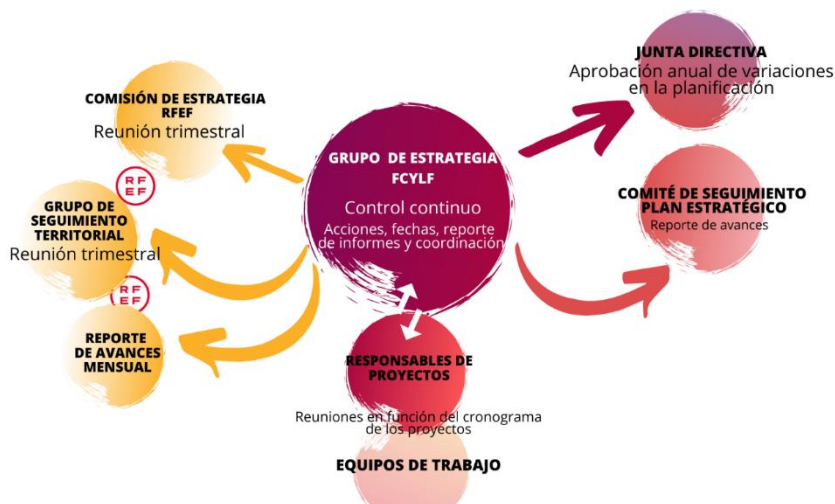 JUNTA DIRECTIVA
Aprobación anual de variaciones
en la planificación
COMISIÓN DE ESTRATEGIA
RFEF
Reunión trimestral
GRUPO DE ESTRATEGIA
FCYLF
Control continuo
Acciones, fechas, reporte
de informes y coordinación
RF
EF
GRUPO DE
SEGUIMIENTO
TERRITORIAL
Reunión trimestral
COMITÉ DE SEGUIMIENTO
PLAN ESTRATÉGICO
Reporte de avances
RF
EF
REPORTE
DE AVANCES
MENSUAL
RESPONSABLES DE
PROYECTOS
Reuniones en función del cronograma
de los proyectos
EQUIPOS DE TRABAJO